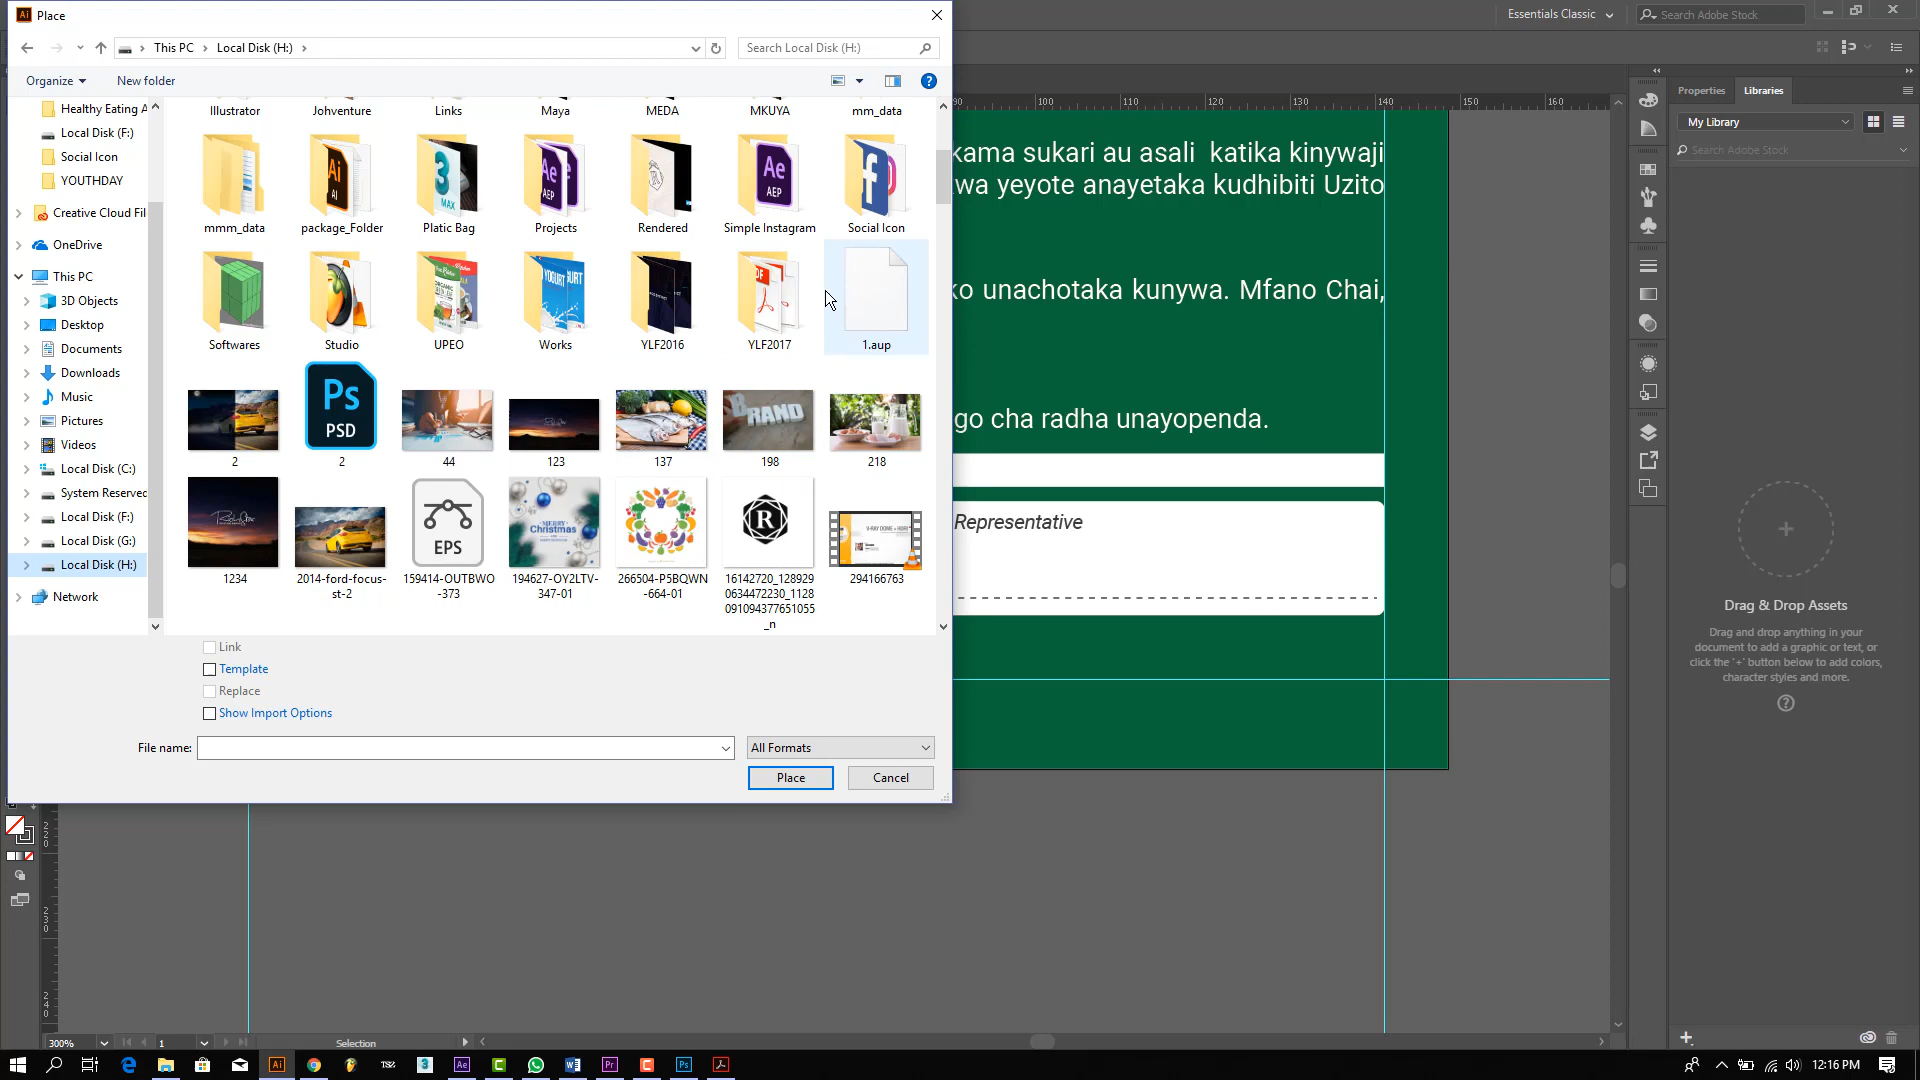 Place
Essentials Classic
Search Adobe Stock
This PC
Local Disk (H:)
Search Local Disk (H:)
Organize
New folder
Properties
Libraries
My Library
Search Adobe Stock
Healthy Eating A
Local Disk (F:)
Social Icon
YOUTHDAY
Creative Cloud Fil
OneDrive
This PC
3D Objects
Desktop
Documents
Downloads
Music
Pictures
Videos
Local Disk (C:)
System Reserved
Local Disk (F:)
Local Disk (G:)
Local Disk (H:)
Network
Illustrator
Johventure
Links
Maya
MEDA
MKUYA
mm_data
mmm_data
package_Folder
Platic Bag
Projects
Rendered
Simple Instagram
Social Icon
Softwares
Studio
UPEO
Works
YLF2016
YLF2017
1.aup
2
2
44
123
137
198
218
1234
2014-ford-focus-
st-2
159414-OUTBWO
-373
194627-OY2LTV-
347-01
266504-P5BQWN
-664-01
16142720_128929
0634472230_1128
091094377651055
_n
294166763
Link
Template
Replace
Show Import Options
File name:
All Formats
Place
Cancel
90 100 110 120 130 140 150 160
kama sukari au asali katika kinywaji
wa yeyote anayetaka kudhibiti Uzito
ko unachotaka kunywa. Mfano Chai,
go cha radha unayopenda.
Representative
Drag & Drop Assets
Drag and drop anything in your
document to add a graphic or text, or
click the '+' button below to add colors,
character styles and more.
300%
1
Selection
12:16 PM